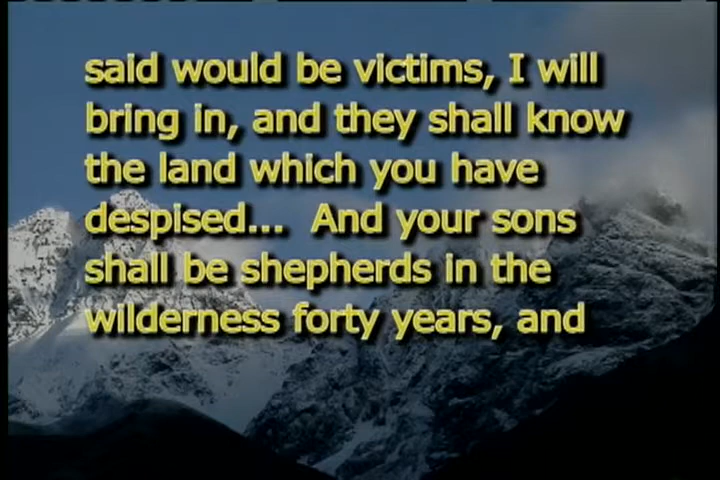 said would be victims, I will
bring in, and they shall know
the land which you have
despised... And your sons
shall be shepherds in the
wilderness forty years, and